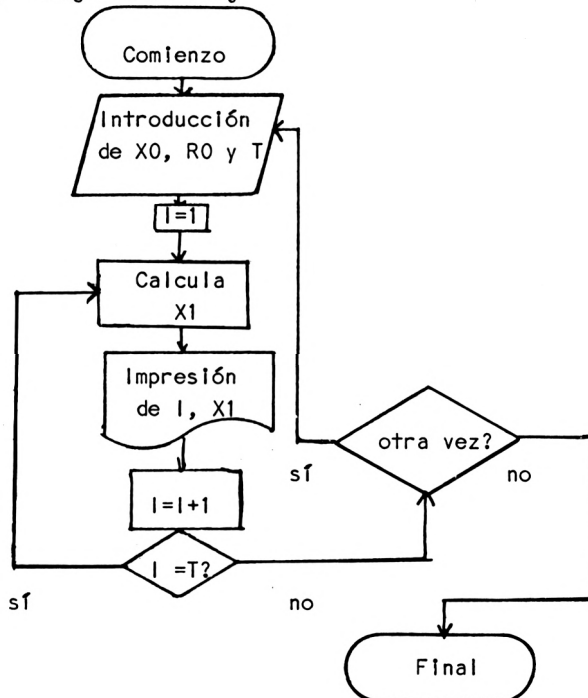 Comienzo
Introducción
de X0, R0 y T
I=1
Calcula
X1
Impresión
de I, X1
otra vez?
sí
no
I=I+1
I =T?
sí
no
Final